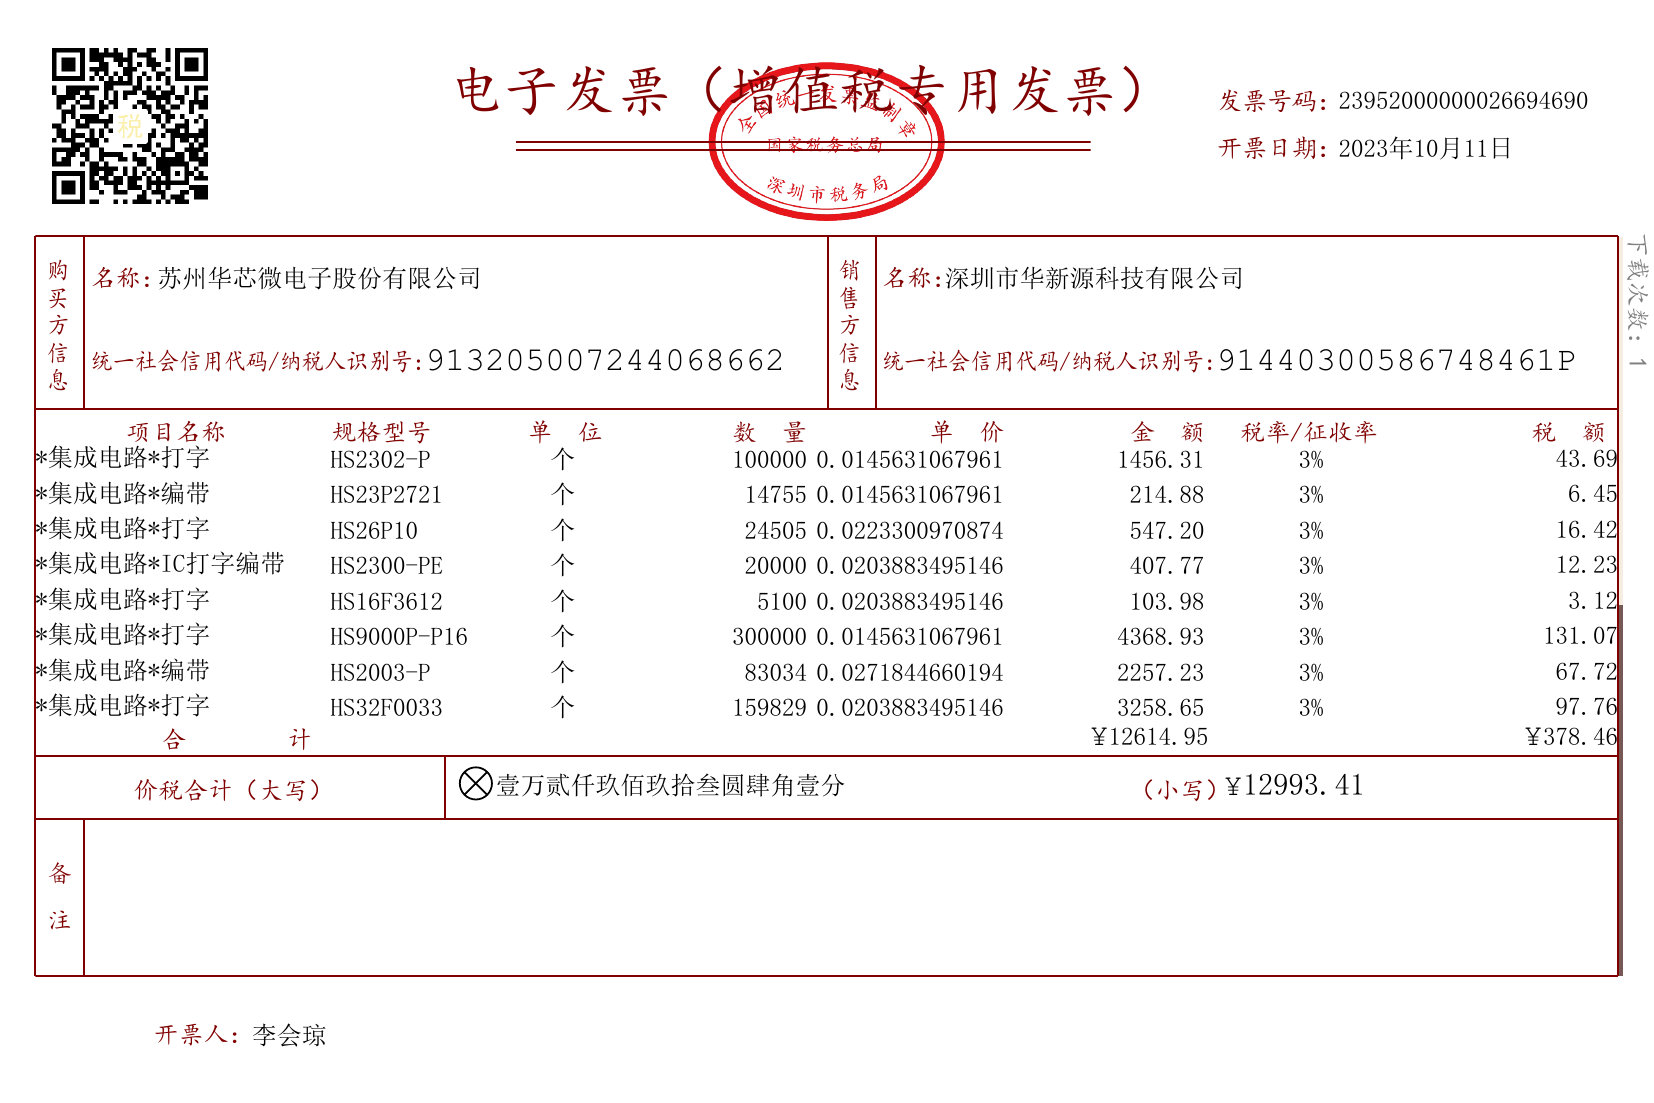 电子发票（增值税专用发票）
全国统一发票监制章
国家税务总局
深圳市税务局
税
发票号码：23952000000026694690
开票日期：2023年10月11日
下载次数：1
购买方信息
名称：苏州华芯微电子股份有限公司
统一社会信用代码/纳税人识别号：913205007244068662
销售方信息
名称：深圳市华新源科技有限公司
统一社会信用代码/纳税人识别号：91440300586748461P
项目名称 规格型号 单位 数量 单价 金额 税率/征收率 税额
*集成电路*打字 HS2302-P 个 100000 0.0145631067961 1456.31 3% 43.69
*集成电路*编带 HS23P2721 个 14755 0.0145631067961 214.88 3% 6.45
*集成电路*打字 HS26P10 个 24505 0.0223300970874 547.20 3% 16.42
*集成电路*IC打字编带 HS2300-PE 个 20000 0.0203883495146 407.77 3% 12.23
*集成电路*打字 HS16F3612 个 5100 0.0203883495146 103.98 3% 3.12
*集成电路*打字 HS9000P-P16 个 300000 0.0145631067961 4368.93 3% 131.07
*集成电路*编带 HS2003-P 个 83034 0.0271844660194 2257.23 3% 67.72
*集成电路*打字 HS32F0033 个 159829 0.0203883495146 3258.65 3% 97.76
合计 ¥12614.95 ¥378.46
价税合计（大写） 壹万贰仟玖佰玖拾叁圆肆角壹分 （小写）¥12993.41
备注
开票人：李会琼